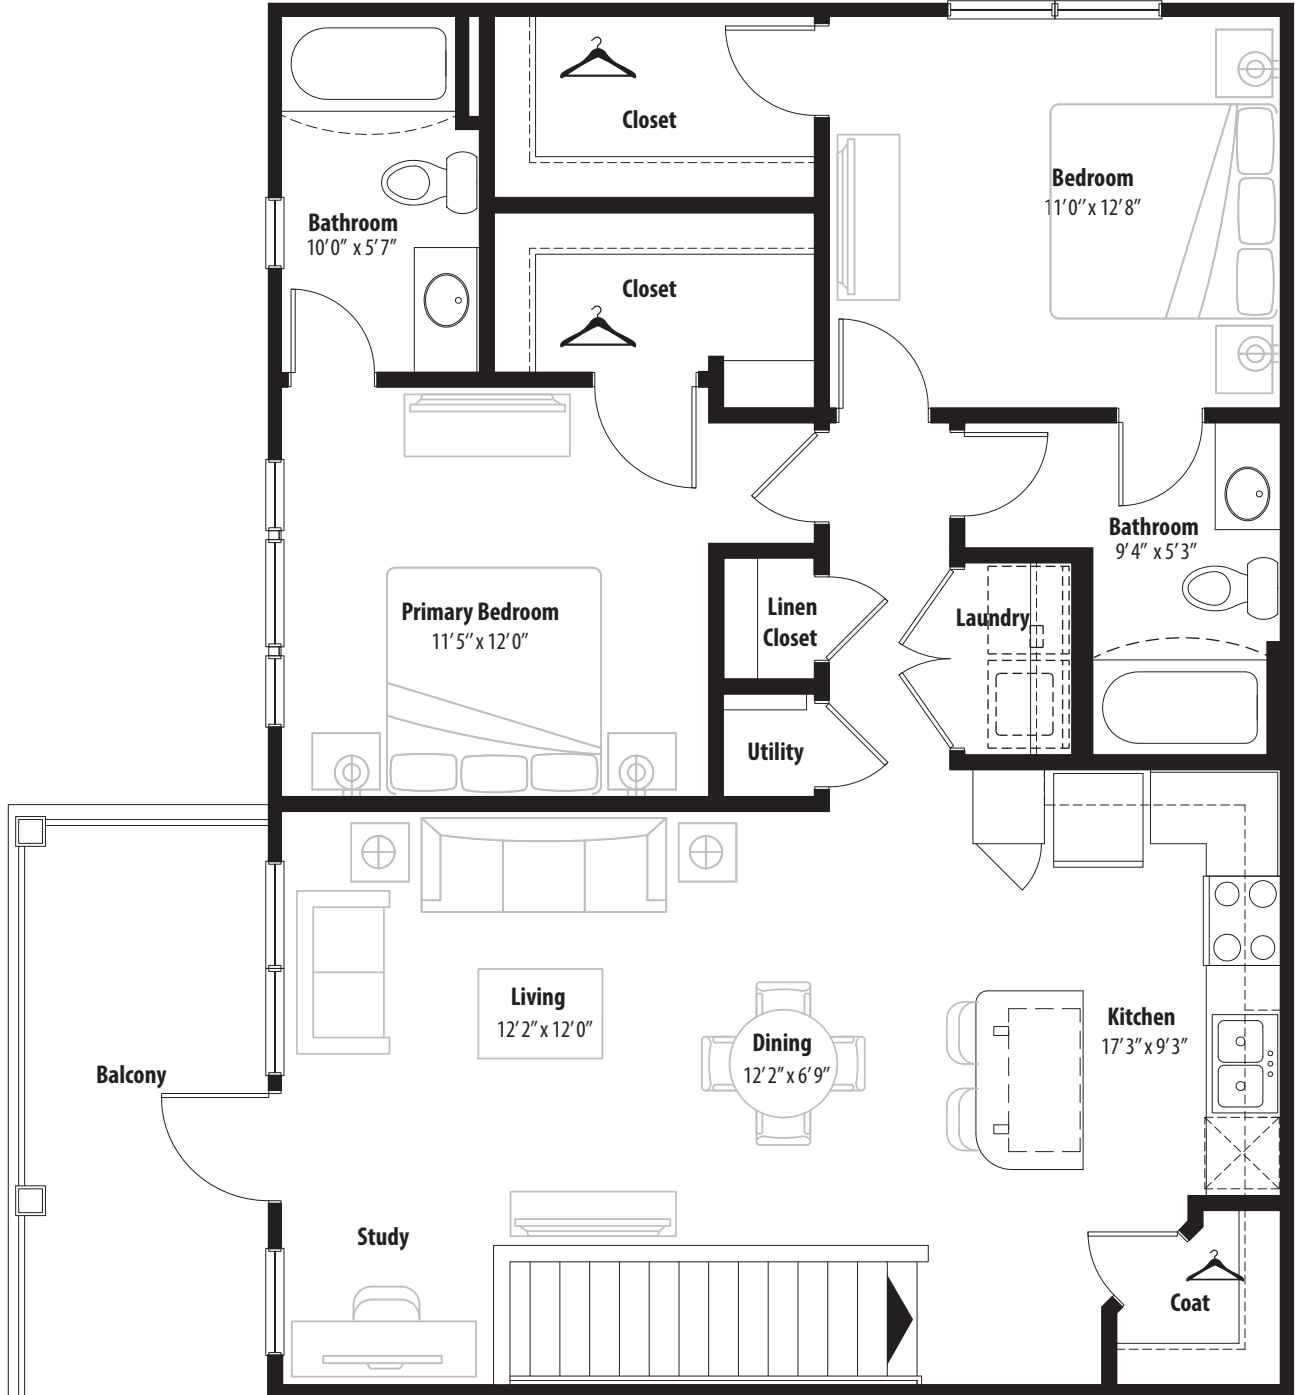 Closet
Bedroom
11'0" x 12'8"
Bathroom
10'0" x 5'7"
Closet
Bathroom
9'4" x 5'3"
Primary Bedroom
11'5" x 12'0"
Linen
Closet
Laundry
Utility
Living
12'2" x 12'0"
Dining
12'2" x 6'9"
Kitchen
17'3" x 9'3"
Balcony
Study
Coat